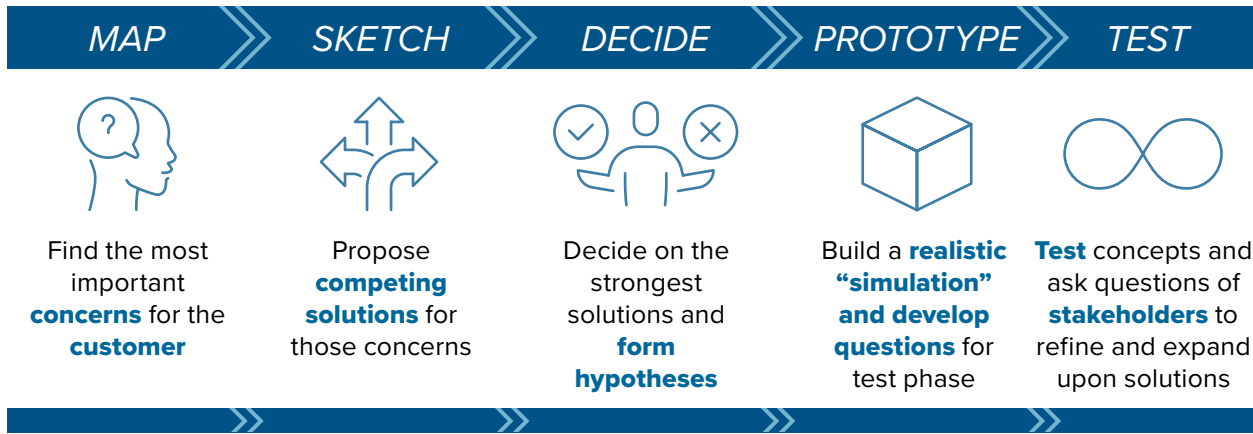 MAP
SKETCH
DECIDE
PROTOTYPE
TEST
?
Find the most
important
concerns for the
customer
Propose
competing
solutions for
those concerns
Decide on the
strongest
solutions and
form
hypotheses
Build a realistic
“simulation”
and develop
questions for
test phase
Test concepts and
ask questions of
stakeholders to
refine and expand
upon solutions